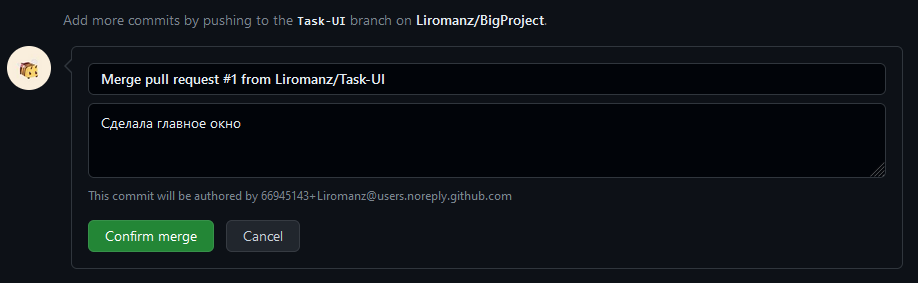 Add more commits by pushing to the Task-UI branch on Liromanz/BigProject.
Merge pull request #1 from Liromanz/Task-UI
Сделала главное окно
This commit will be authored by 66945143+Liromanz@users.noreply.github.com
Confirm merge Cancel